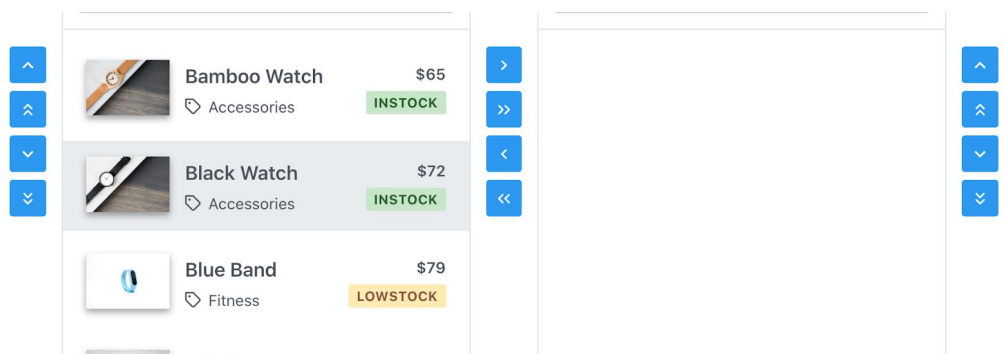 Bamboo Watch
$65
Accessories
INSTOCK
Black Watch
$72
Accessories
INSTOCK
Blue Band
$79
Fitness
LOWSTOCK